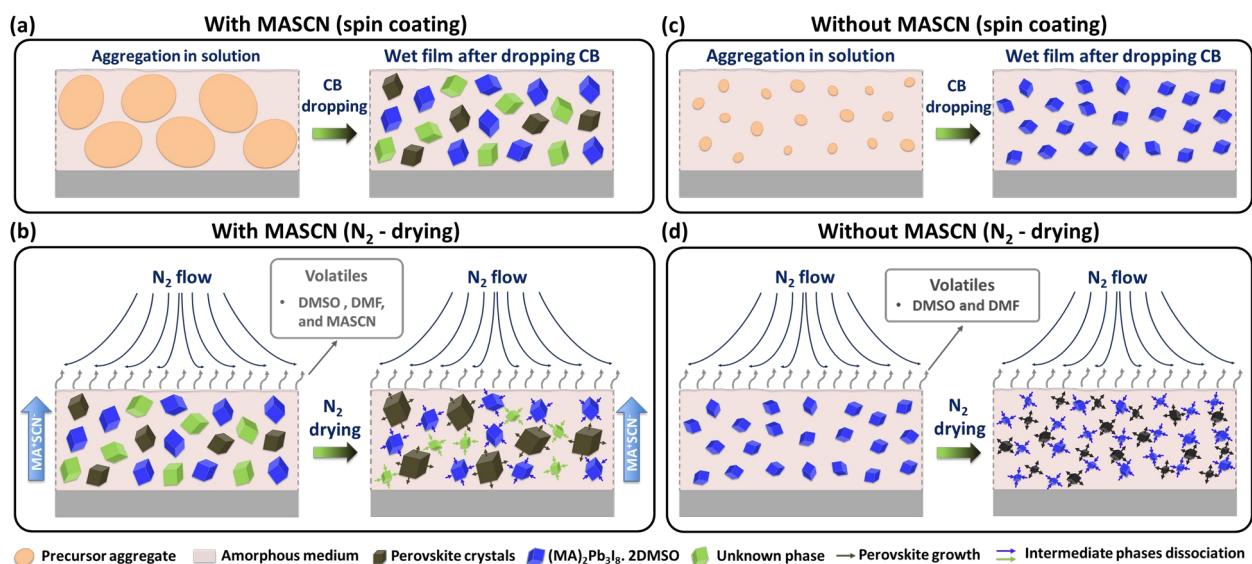 (a)
With MASCN (spin coating)
Aggregation in solution
CB
dropping
Wet film after dropping CB
(c)
Without MASCN (spin coating)
Aggregation in solution
CB
dropping
Wet film after dropping CB
(b)
With MASCN (N₂ - drying)
N₂ flow
Volatiles
• DMSO , DMF,
and MASCN
N₂ flow
MA⁺SCN⁻
N₂
drying
MA⁺SCN⁻
(d)
Without MASCN (N₂ - drying)
N₂ flow
Volatiles
• DMSO and DMF
N₂ flow
N₂
drying
Precursor aggregate Amorphous medium Perovskite crystals (MA)₂Pb₃I₈. 2DMSO Unknown phase Perovskite growth Intermediate phases dissociation